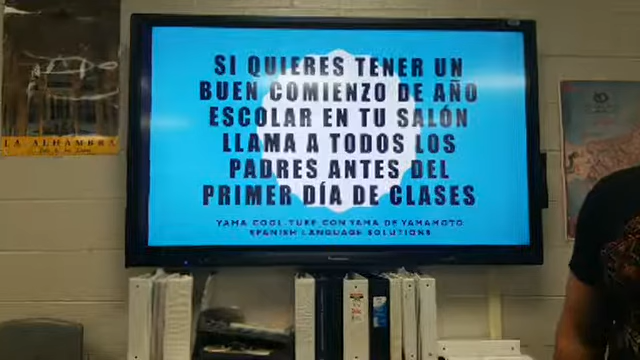 SI QUIERES TENER UN
BUEN COMIENZO DE AÑO
ESCOLAR EN TU SALÓN
LLAMA A TODOS LOS
PADRES ANTES DEL
PRIMER DÍA DE CLASES
YAMA COOL-TURE CON YAMA DE YAMAMOTO
SPANISH LANGUAGE SOLUTIONS
LA ALHAMBRA